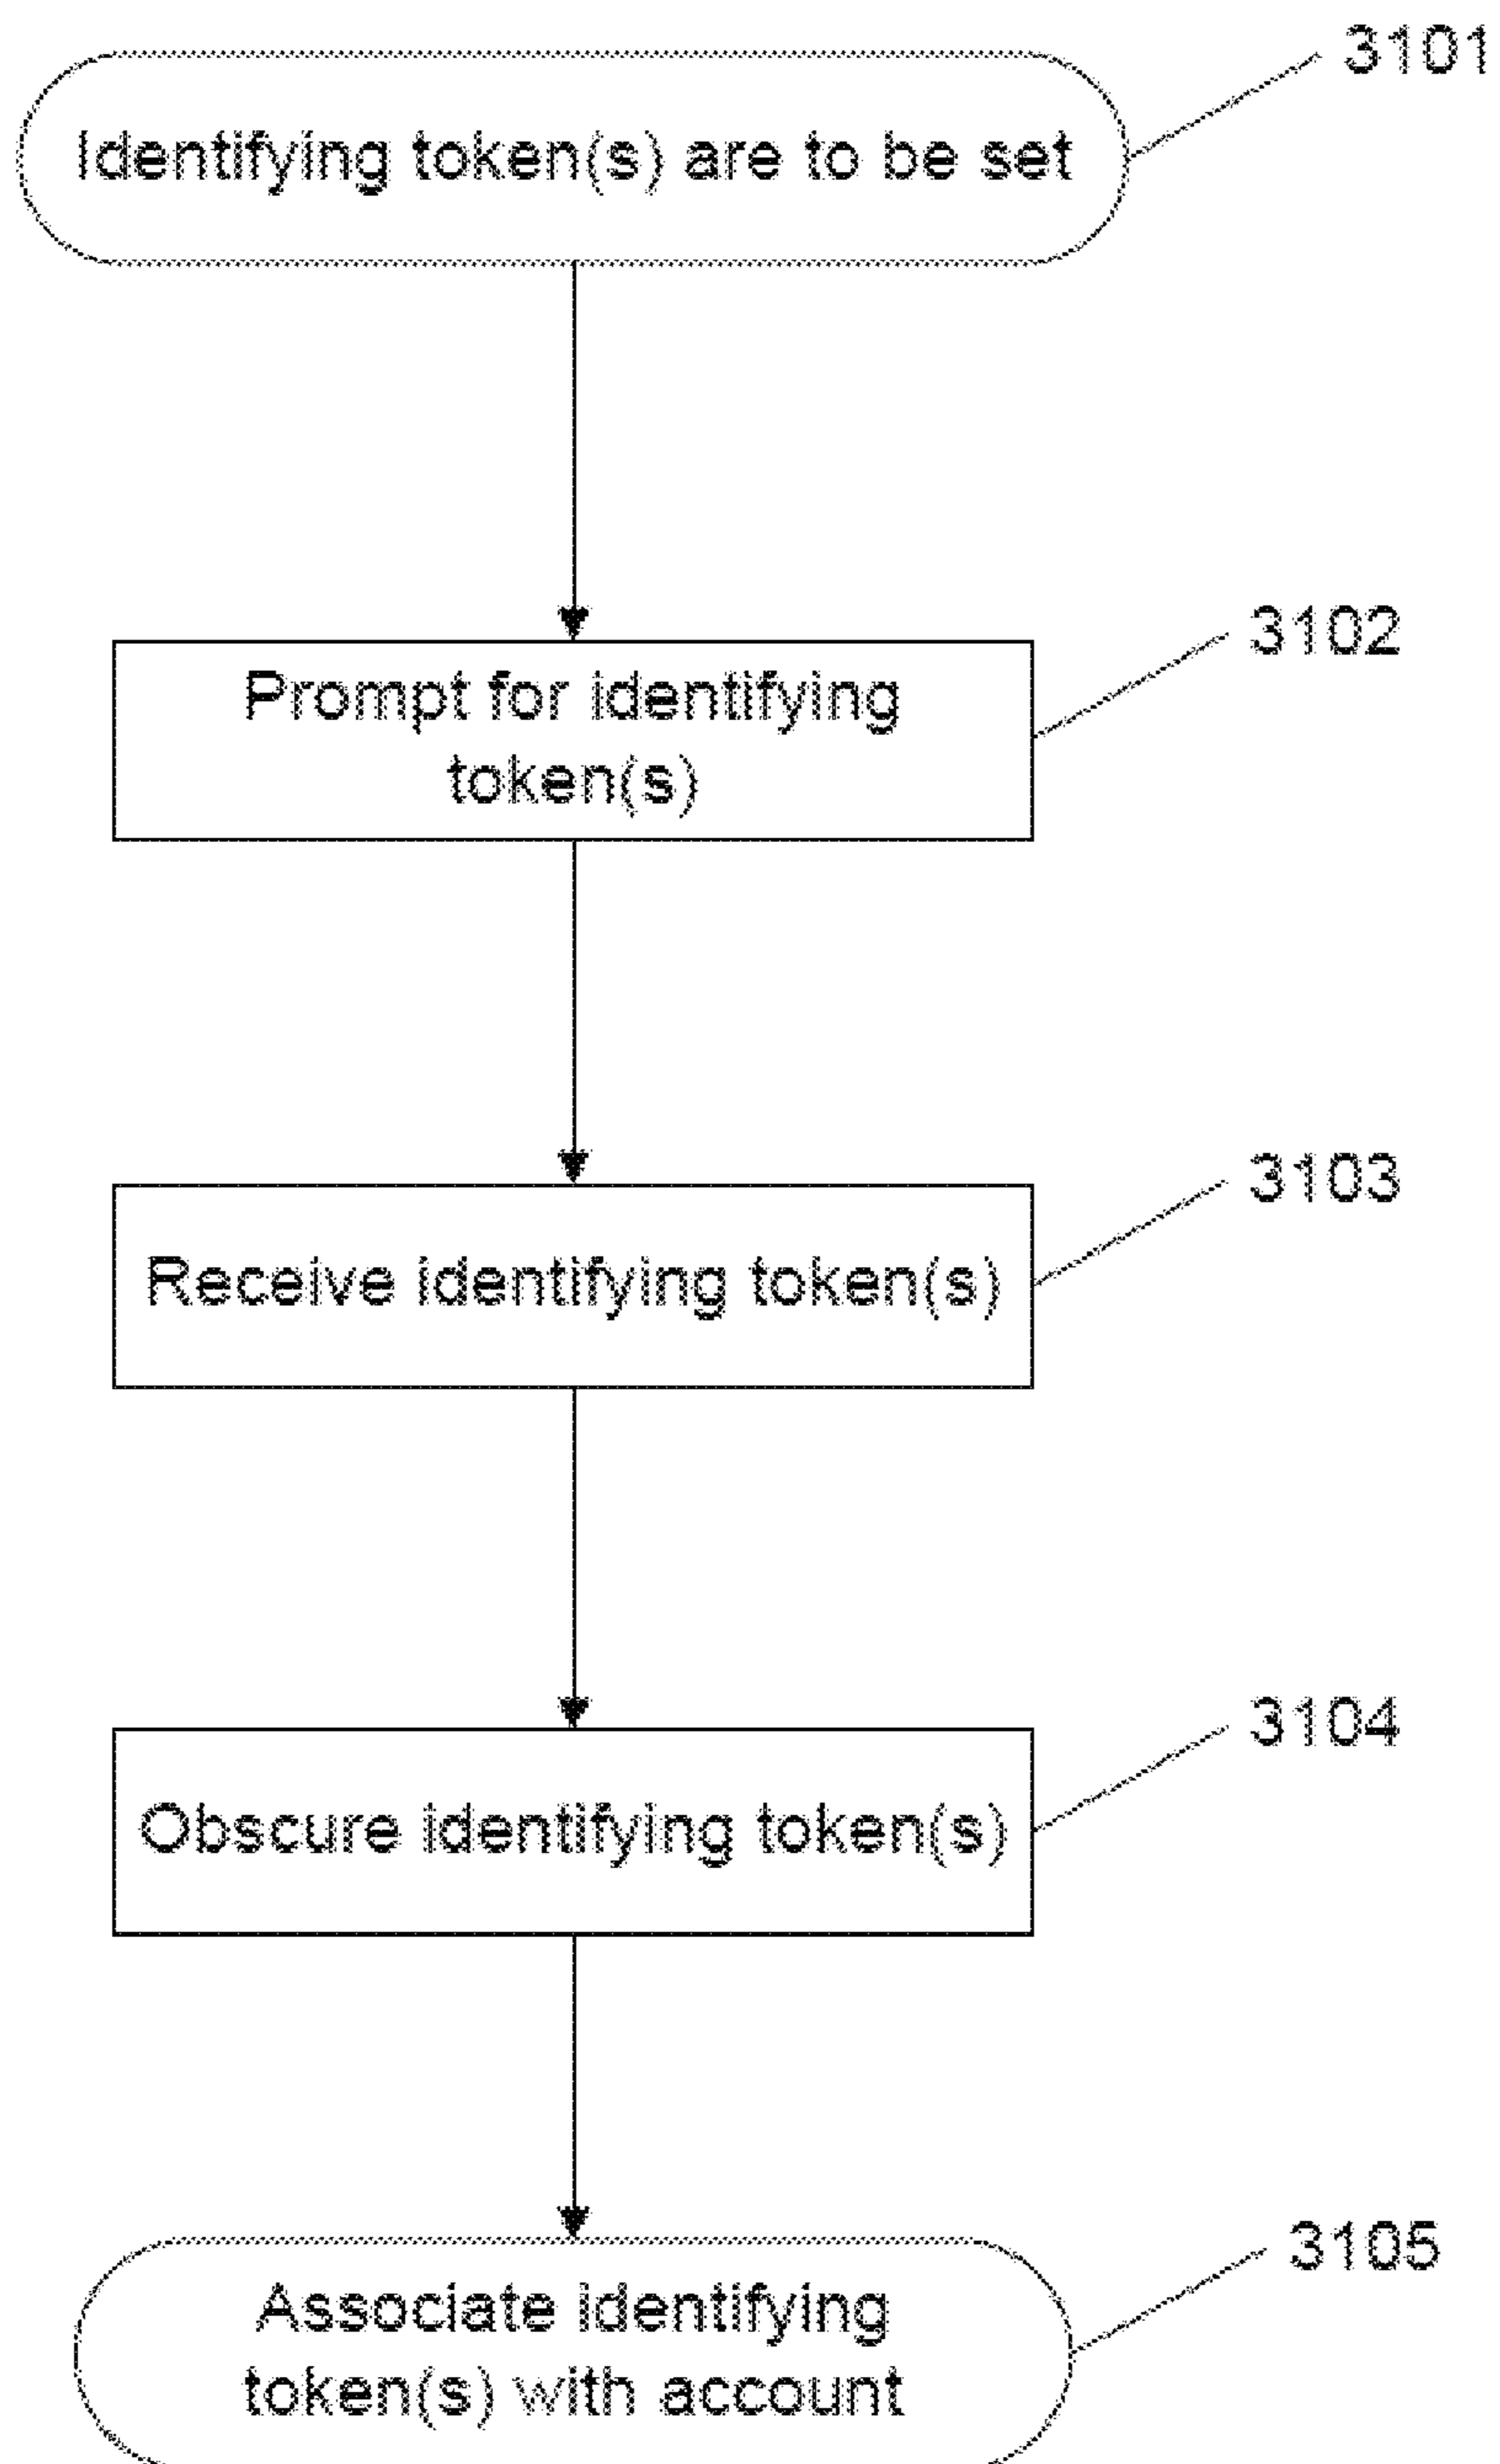 3101
Identifying token(s) are to be set
3102
Prompt for identifying
token(s)
3103
Receive identifying token(s)
3104
Obscure identifying token(s)
3105
Associate identifying
token(s) with account